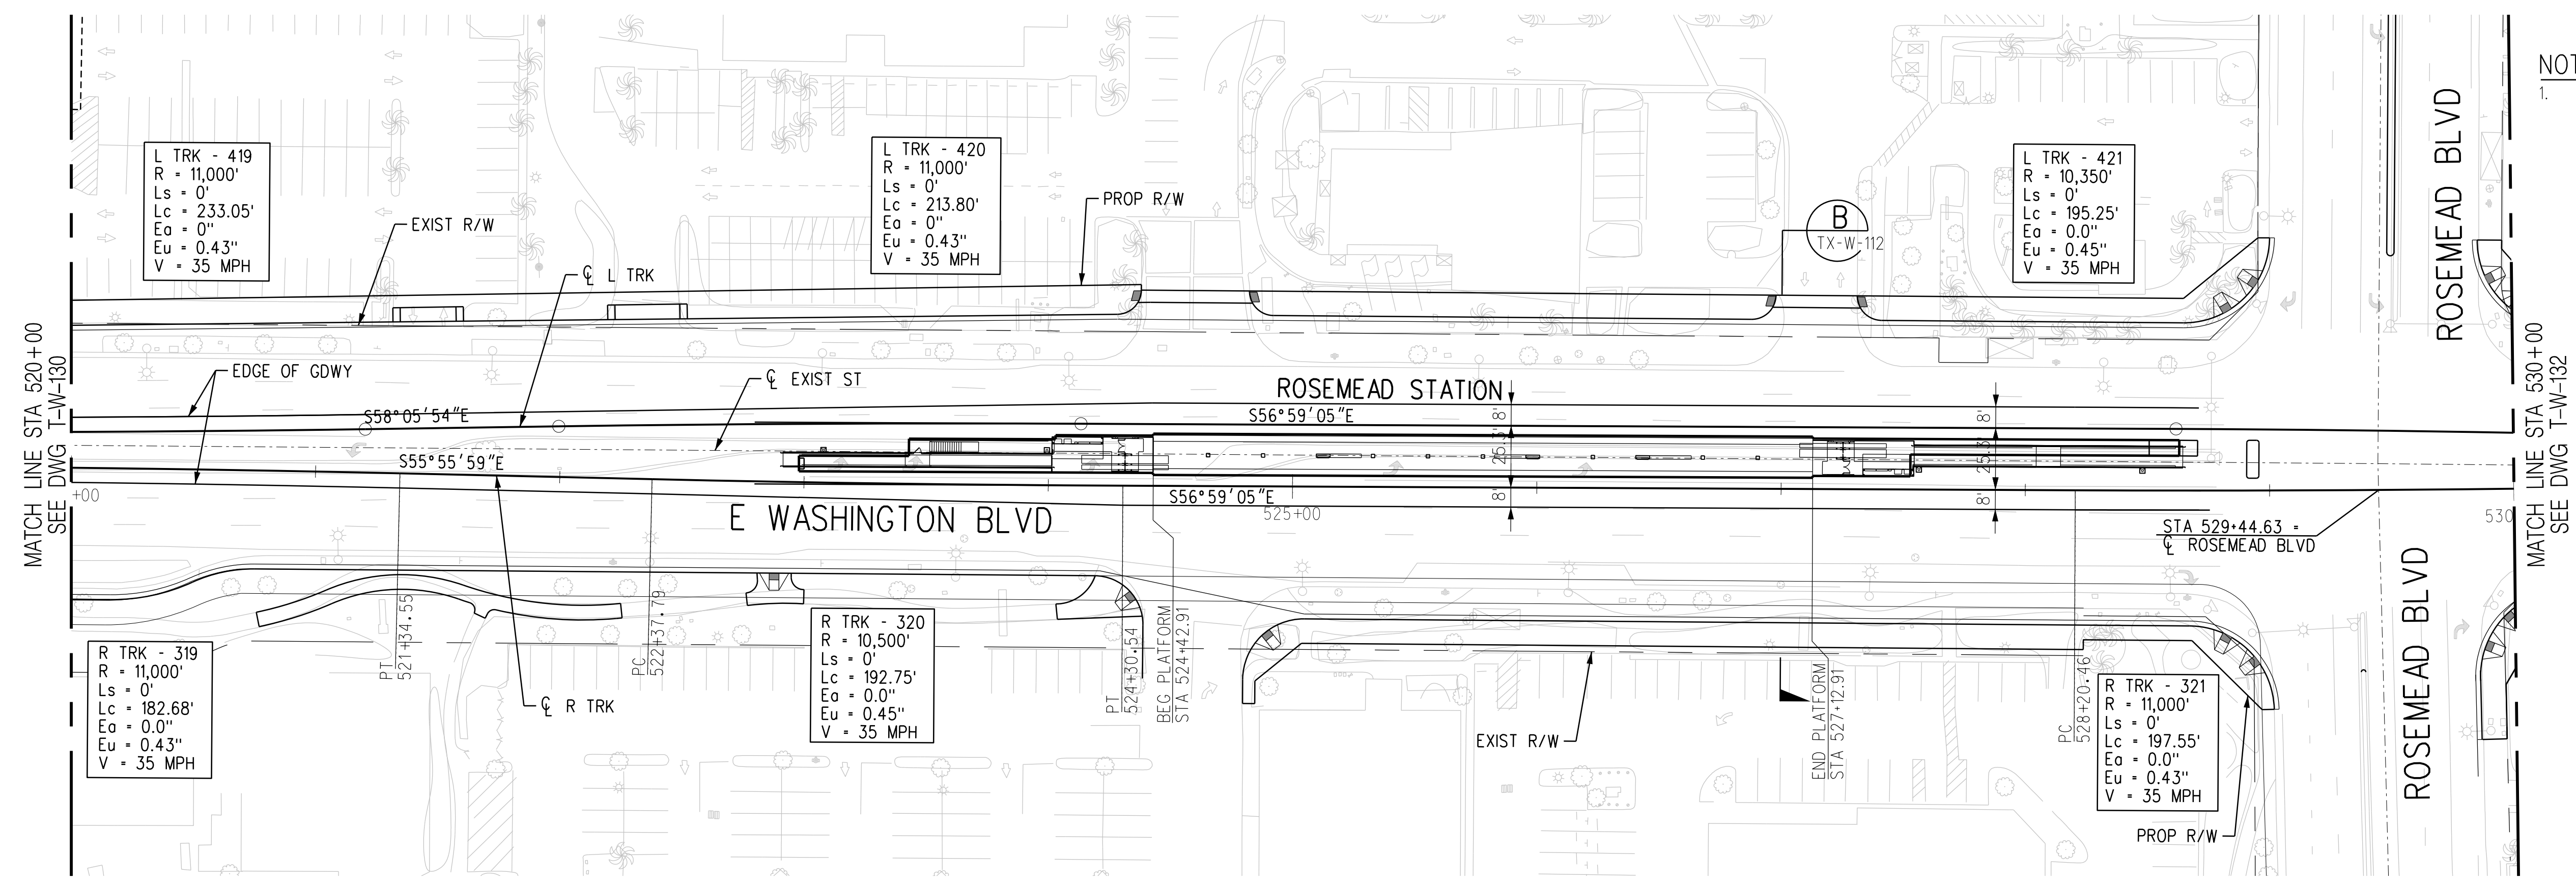 MATCH LINE STA 520+00
SEE DWG T-W-130
L TRK - 419
R = 11,000'
Ls = 0'
Lc = 233.05'
Ea = 0"
Eu = 0.43"
V = 35 MPH
EXIST R/W
℄ L TRK
L TRK - 420
R = 11,000'
Ls = 0'
Lc = 213.80'
Ea = 0"
Eu = 0.43"
V = 35 MPH
PROP R/W
B
TX-W-112
L TRK - 421
R = 10,350'
Ls = 0'
Lc = 195.25'
Ea = 0.0"
Eu = 0.45"
V = 35 MPH
ROSEMEAD BLVD
NOT
1.
EDGE OF GDWY
℄ EXIST ST
ROSEMEAD STATION
S58°05'54"E
S56°59'05"E
8'
8'
25.3'
25.3'
S55°55'59"E
S56°59'05"E
8'
8'
+00
E WASHINGTON BLVD
525+00
530
STA 529+44.63 =
℄ ROSEMEAD BLVD
MATCH LINE STA 530+00
SEE DWG T-W-132
PT
521+34.55
PC
522+37.79
PT
524+30.54
BEG PLATFORM
STA 524+42.91
END PLATFORM
STA 527+12.91
PC
528+20.46
R TRK - 319
R = 11,000'
Ls = 0'
Lc = 182.68'
Ea = 0.0"
Eu = 0.43"
V = 35 MPH
℄ R TRK
R TRK - 320
R = 10,500'
Ls = 0'
Lc = 192.75'
Ea = 0.0"
Eu = 0.45"
V = 35 MPH
EXIST R/W
R TRK - 321
R = 11,000'
Ls = 0'
Lc = 197.55'
Ea = 0.0"
Eu = 0.43"
V = 35 MPH
PROP R/W
ROSEMEAD BLVD